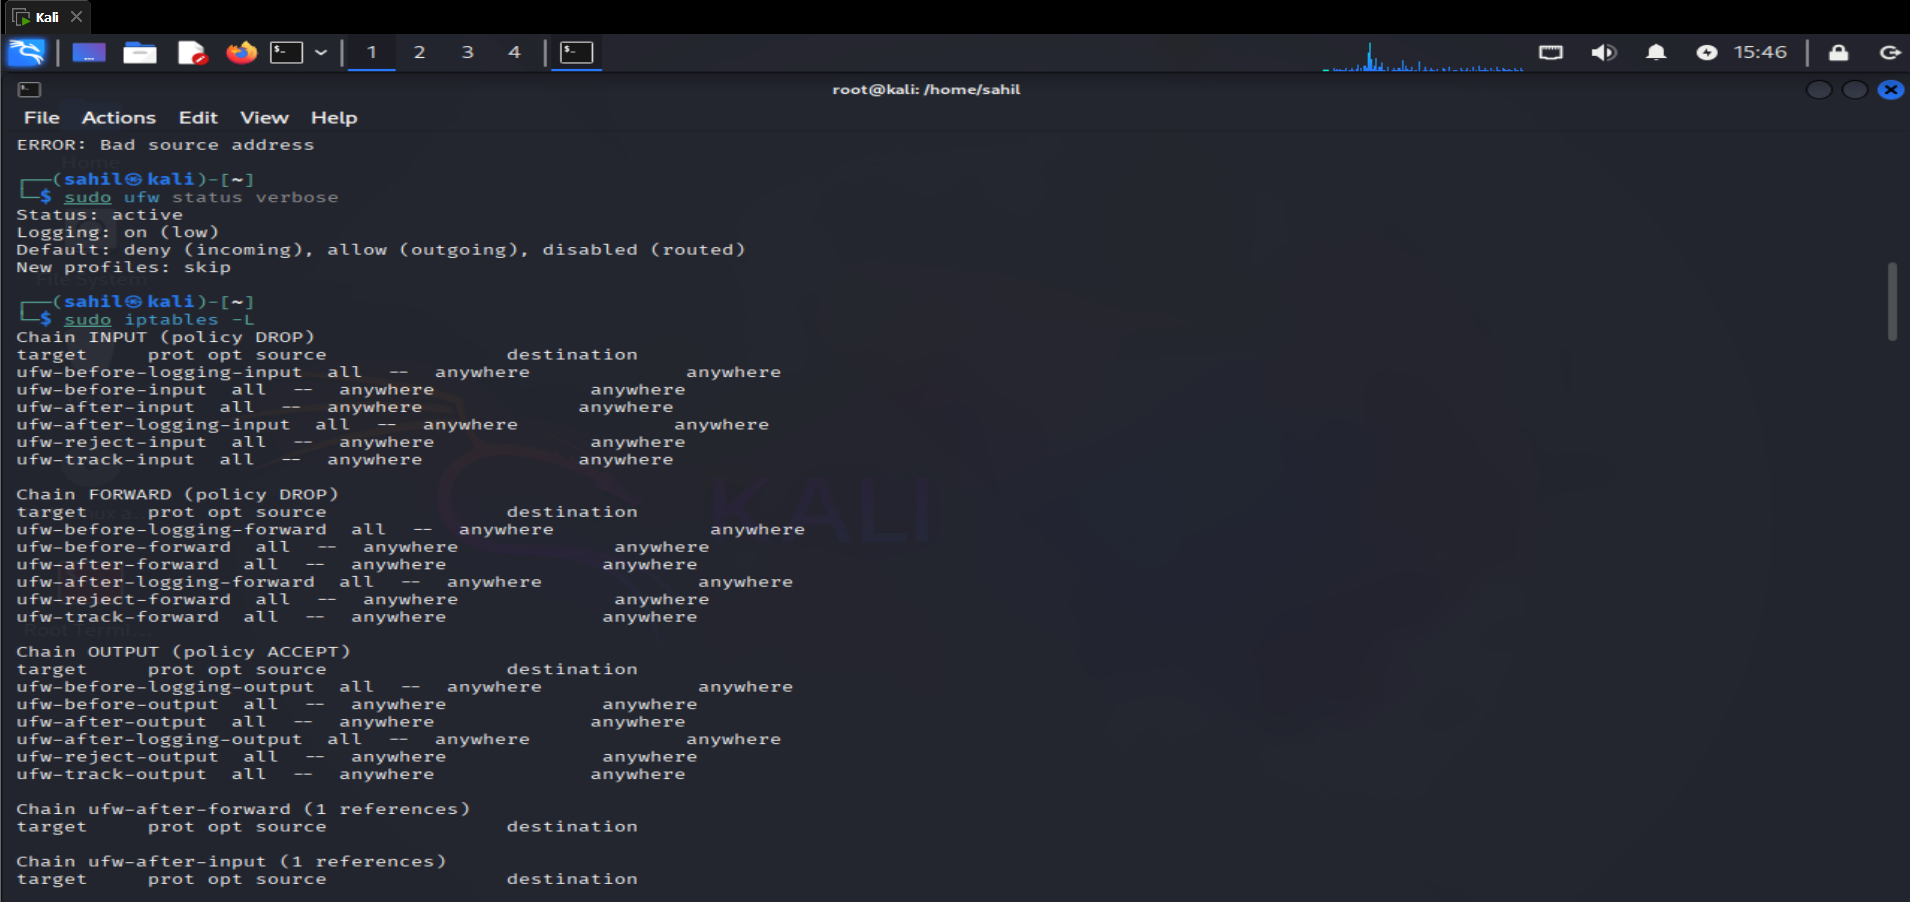 Kali
1 2 3 4 15:46
root@kali: /home/sahil
File Actions Edit View Help
ERROR: Bad source address
Home
┌──(sahil㉿kali)-[~]
└─$ sudo ufw status verbose
Status: active
Logging: on (low)
Default: deny (incoming), allow (outgoing), disabled (routed)
New profiles: skip
File System
┌──(sahil㉿kali)-[~]
└─$ sudo iptables -L
Chain INPUT (policy DROP)
target     prot opt source               destination
ufw-before-logging-input  all  --  anywhere             anywhere
ufw-before-input  all  --  anywhere             anywhere
ufw-after-input  all  --  anywhere             anywhere
ufw-after-logging-input  all  --  anywhere             anywhere
ufw-reject-input  all  --  anywhere             anywhere
ufw-track-input  all  --  anywhere             anywhere
Chain FORWARD (policy DROP)
target     prot opt source               destination
ufw-before-logging-forward  all  --  anywhere             anywhere
ufw-before-forward  all  --  anywhere             anywhere
ufw-after-forward  all  --  anywhere             anywhere
ufw-after-logging-forward  all  --  anywhere             anywhere
ufw-reject-forward  all  --  anywhere             anywhere
ufw-track-forward  all  --  anywhere             anywhere
KALI
Root Termi...
Chain OUTPUT (policy ACCEPT)
target     prot opt source               destination
ufw-before-logging-output  all  --  anywhere             anywhere
ufw-before-output  all  --  anywhere             anywhere
ufw-after-output  all  --  anywhere             anywhere
ufw-after-logging-output  all  --  anywhere             anywhere
ufw-reject-output  all  --  anywhere             anywhere
ufw-track-output  all  --  anywhere             anywhere
Chain ufw-after-forward (1 references)
target     prot opt source               destination
Chain ufw-after-input (1 references)
target     prot opt source               destination